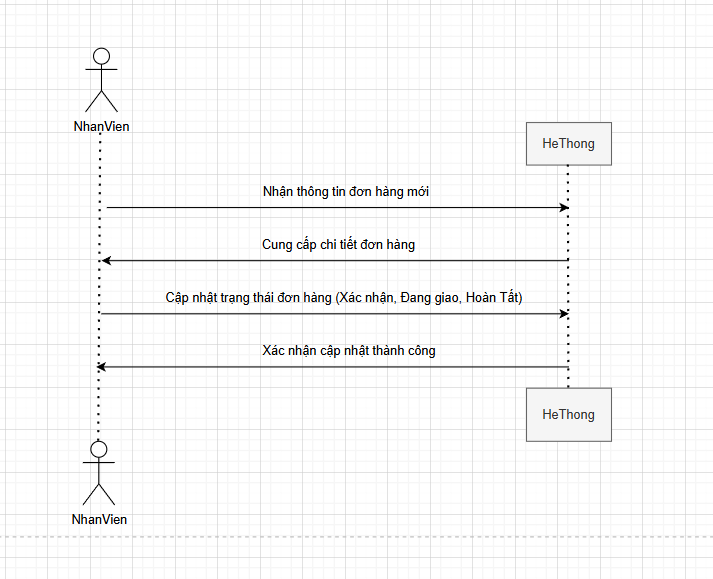 NhanVien
HeThong
Nhận thông tin đơn hàng mới
Cung cấp chi tiết đơn hàng
Cập nhật trạng thái đơn hàng (Xác nhận, Đang giao, Hoàn Tất)
Xác nhận cập nhật thành công
HeThong
NhanVien